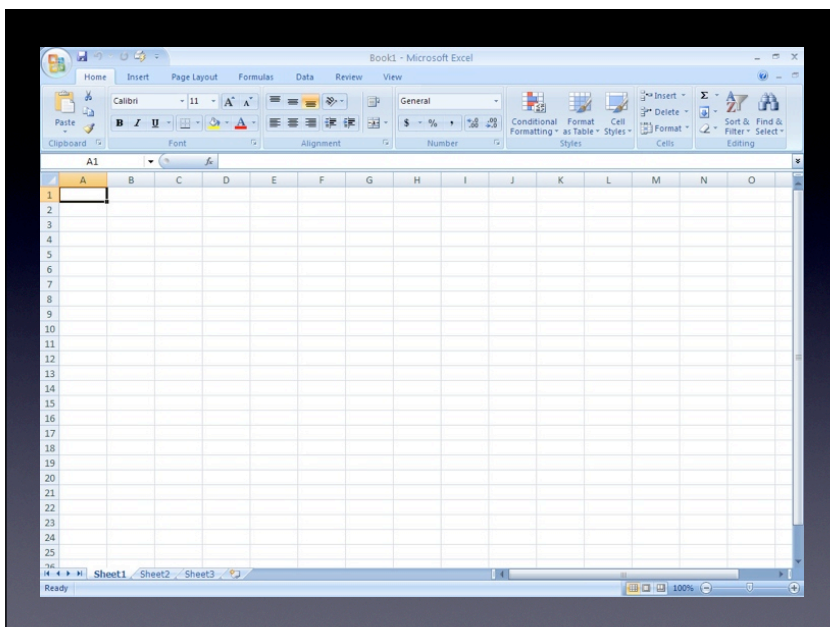 Book1 - Microsoft Excel
Home Insert Page Layout Formulas Data Review View
Calibri 11 A A General Insert Σ
Delete
Paste B I U A $ % , Conditional Format Cell Format Sort & Find &
Formatting as Table Styles Filter Select
Clipboard Font Alignment Number Styles Cells Editing
A1 fx
A B C D E F G H I J K L M N O
1
2
3
4
5
6
7
8
9
10
11
12
13
14
15
16
17
18
19
20
21
22
23
24
25
26
Sheet1 Sheet2 Sheet3
Ready 100%